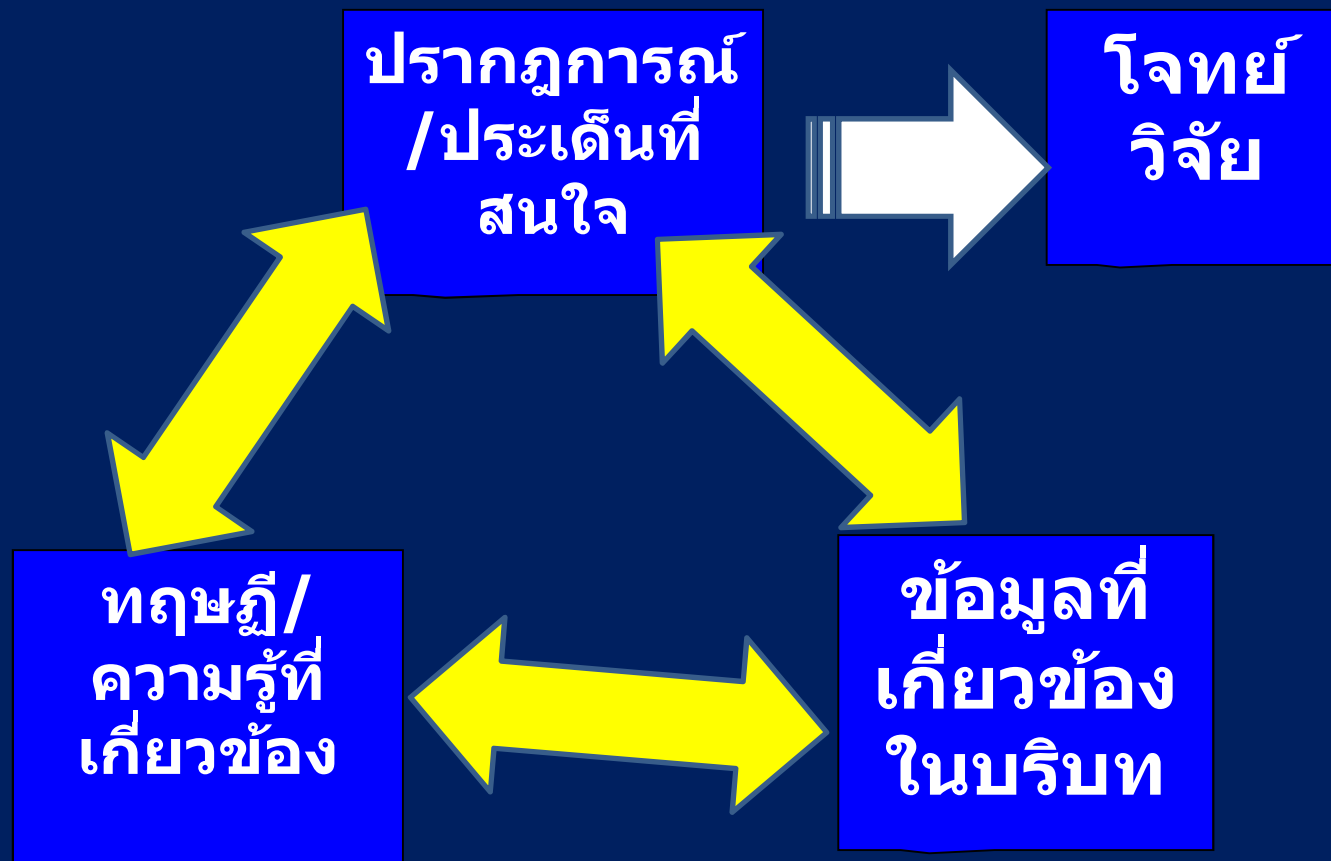 ปรากฎการณ์
/ประเด็นที่
สนใจ
โจทย์
วิจัย
ทฤษฏี/
ความรู้ที่
เกี่ยวข้อง
ข้อมูลที่
เกี่ยวข้อง
ในบริบท